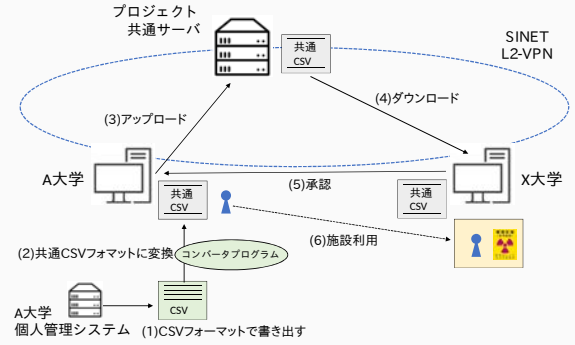 プロジェクト
共通サーバ
共通
CSV
SINET
L2-VPN
(3)アップロード
(4)ダウンロード
A大学
共通
CSV
(5)承認
共通
CSV
X大学
(6)施設利用
(2)共通CSVフォマットに変換
コンバータプログラム
A大学
個人管理システム
CSV
(1)CSVフォーマットで書き出す